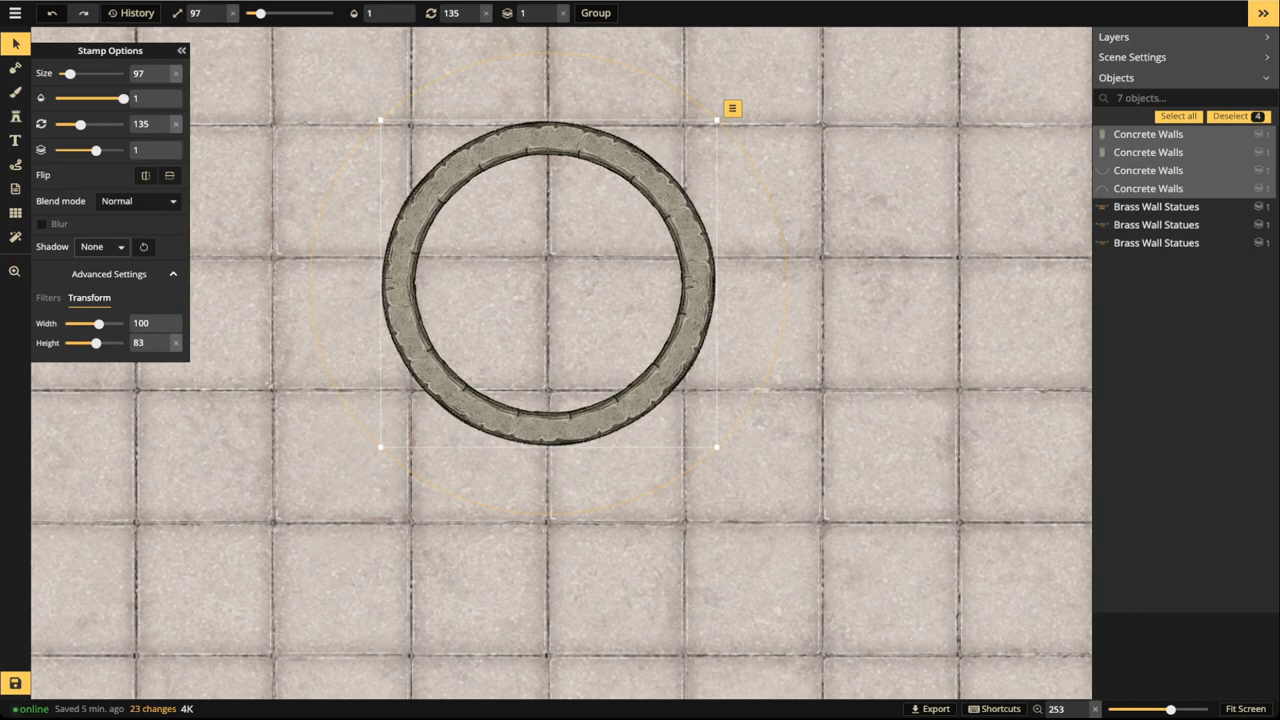 History 97 × 1 135 × 1 × Group
Stamp Options
Size 97 ×
1
135 ×
1
Flip
Blend mode Normal
Blur
Shadow None
Advanced Settings
Filters Transform
Width 100
Height 83 ×
Layers
Scene Settings
Objects
7 objects...
Select all Deselect 4
Concrete Walls 1
Concrete Walls 1
Concrete Walls 1
Concrete Walls 1
Brass Wall Statues 1
Brass Wall Statues 1
Brass Wall Statues 1
online Saved 5 min. ago 23 changes 4K Export Shortcuts 253 × Fit Screen